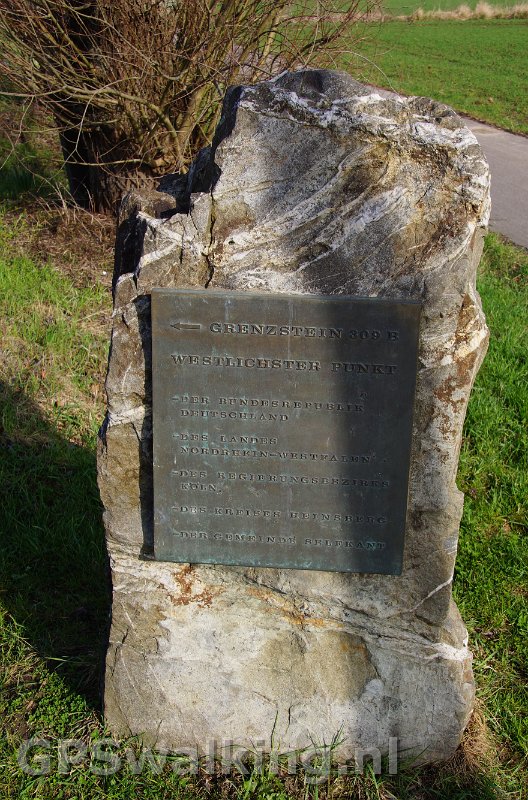 ← GRENZSTEIN 309 B
WESTLICHSTER PUNKT
-DER BUNDESREPUBLIK
DEUTSCHLAND
-DES LANDES
NORDRHEIN-WESTFALEN
-DES REGIERUNGSBEZIRKS
KÖLN
-DES KREISES HEINSBERG
-DER GEMEINDE SELFKANT
GPSwalking.nl